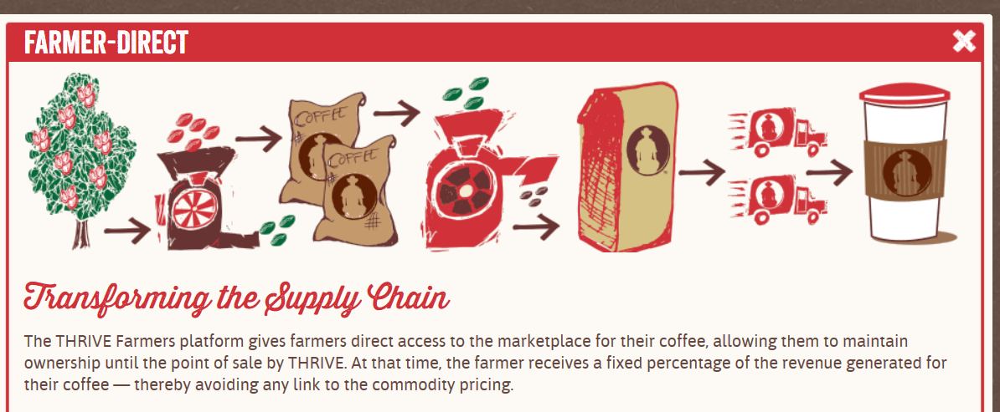 FARMER-DIRECT
COFFEE
#
COFFEE
#
Transforming the Supply Chain
The THRIVE Farmers platform gives farmers direct access to the marketplace for their coffee, allowing them to maintain
ownership until the point of sale by THRIVE. At that time, the farmer receives a fixed percentage of the revenue generated for
their coffee — thereby avoiding any link to the commodity pricing.